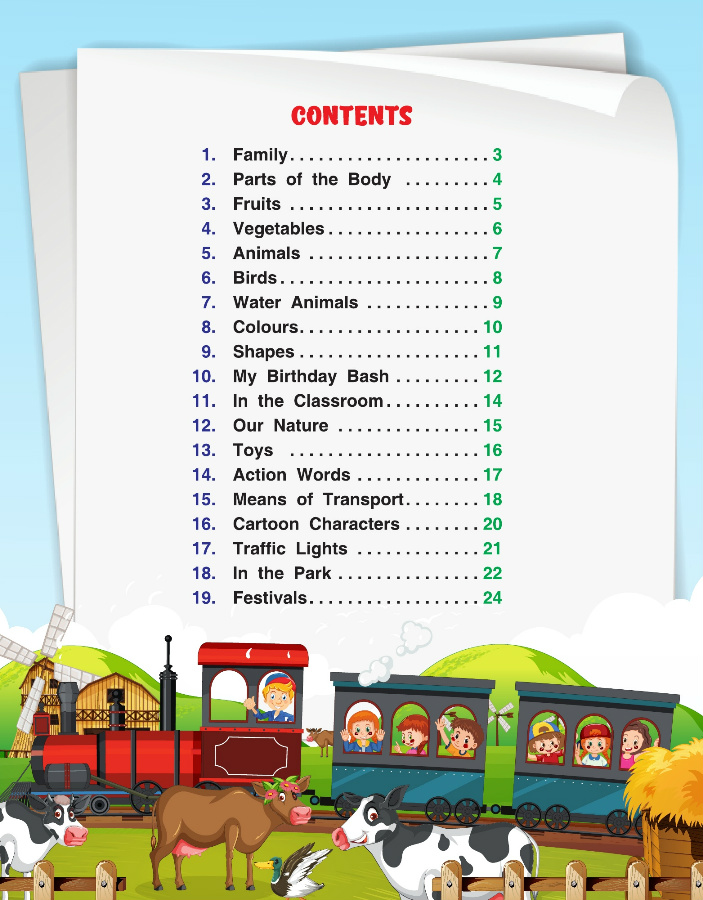 CONTENTS
1. Family..................... 3
2. Parts of the Body ......... 4
3. Fruits ..................... 5
4. Vegetables................ 6
5. Animals .................. 7
6. Birds..................... 8
7. Water Animals ............ 9
8. Colours................... 10
9. Shapes ................... 11
10. My Birthday Bash ......... 12
11. In the Classroom.......... 14
12. Our Nature ............... 15
13. Toys .................... 16
14. Action Words ............. 17
15. Means of Transport........ 18
16. Cartoon Characters ........ 20
17. Traffic Lights ............. 21
18. In the Park ............... 22
19. Festivals.................. 24